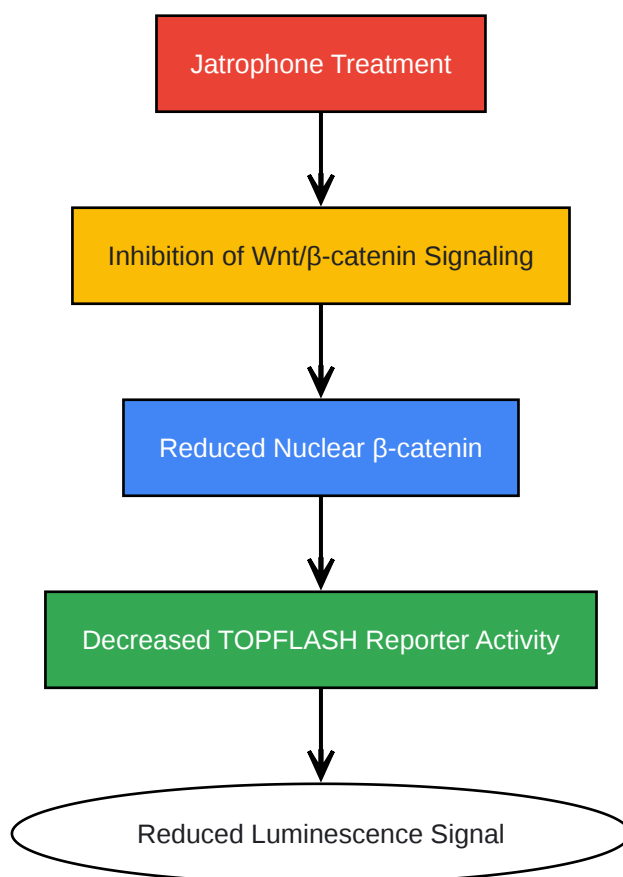 Jatrophone Treatment
Inhibition of Wnt/β-catenin Signaling
Reduced Nuclear β-catenin
Decreased TOPFLASH Reporter Activity
Reduced Luminescence Signal